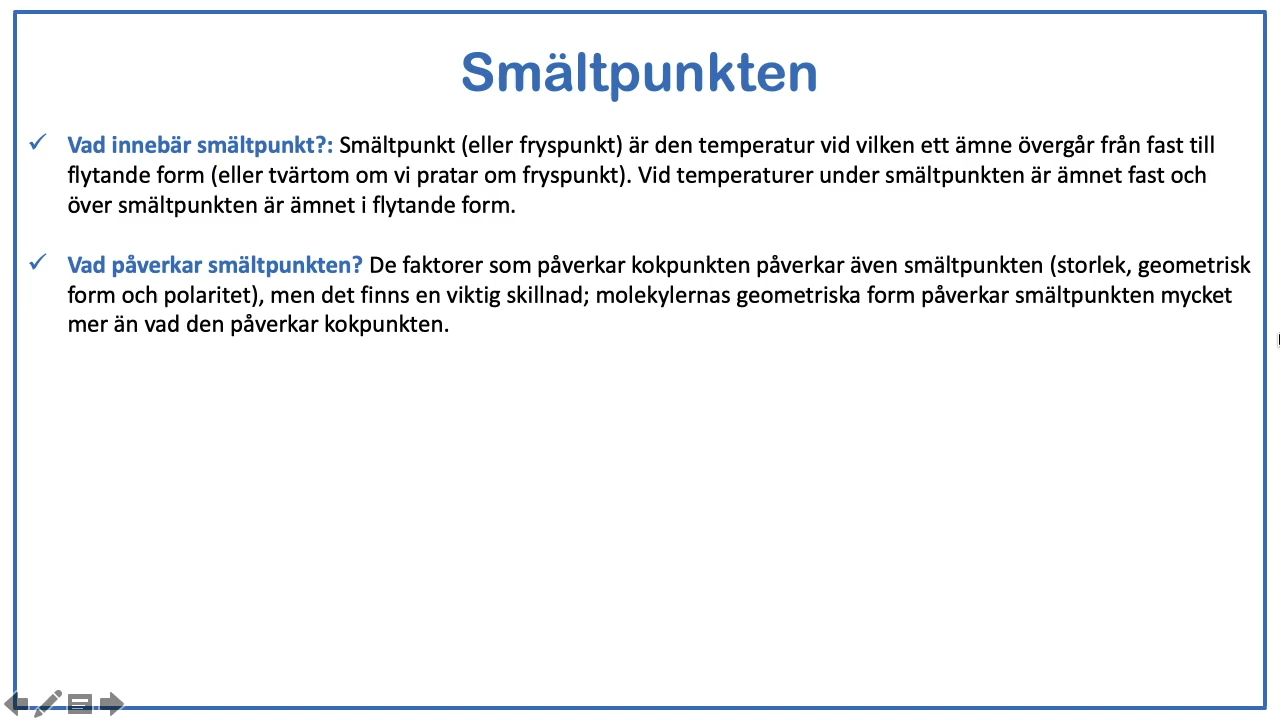 Smältpunkten
✓ Vad innebär smältpunkt?: Smältpunkt (eller fryspunkt) är den temperatur vid vilken ett ämne övergår från fast till
flytande form (eller tvärtom om vi pratar om fryspunkt). Vid temperaturer under smältpunkten är ämnet fast och
över smältpunkten är ämnet i flytande form.
✓ Vad påverkar smältpunkten? De faktorer som påverkar kokpunkten påverkar även smältpunkten (storlek, geometrisk
form och polaritet), men det finns en viktig skillnad; molekylernas geometriska form påverkar smältpunkten mycket
mer än vad den påverkar kokpunkten.